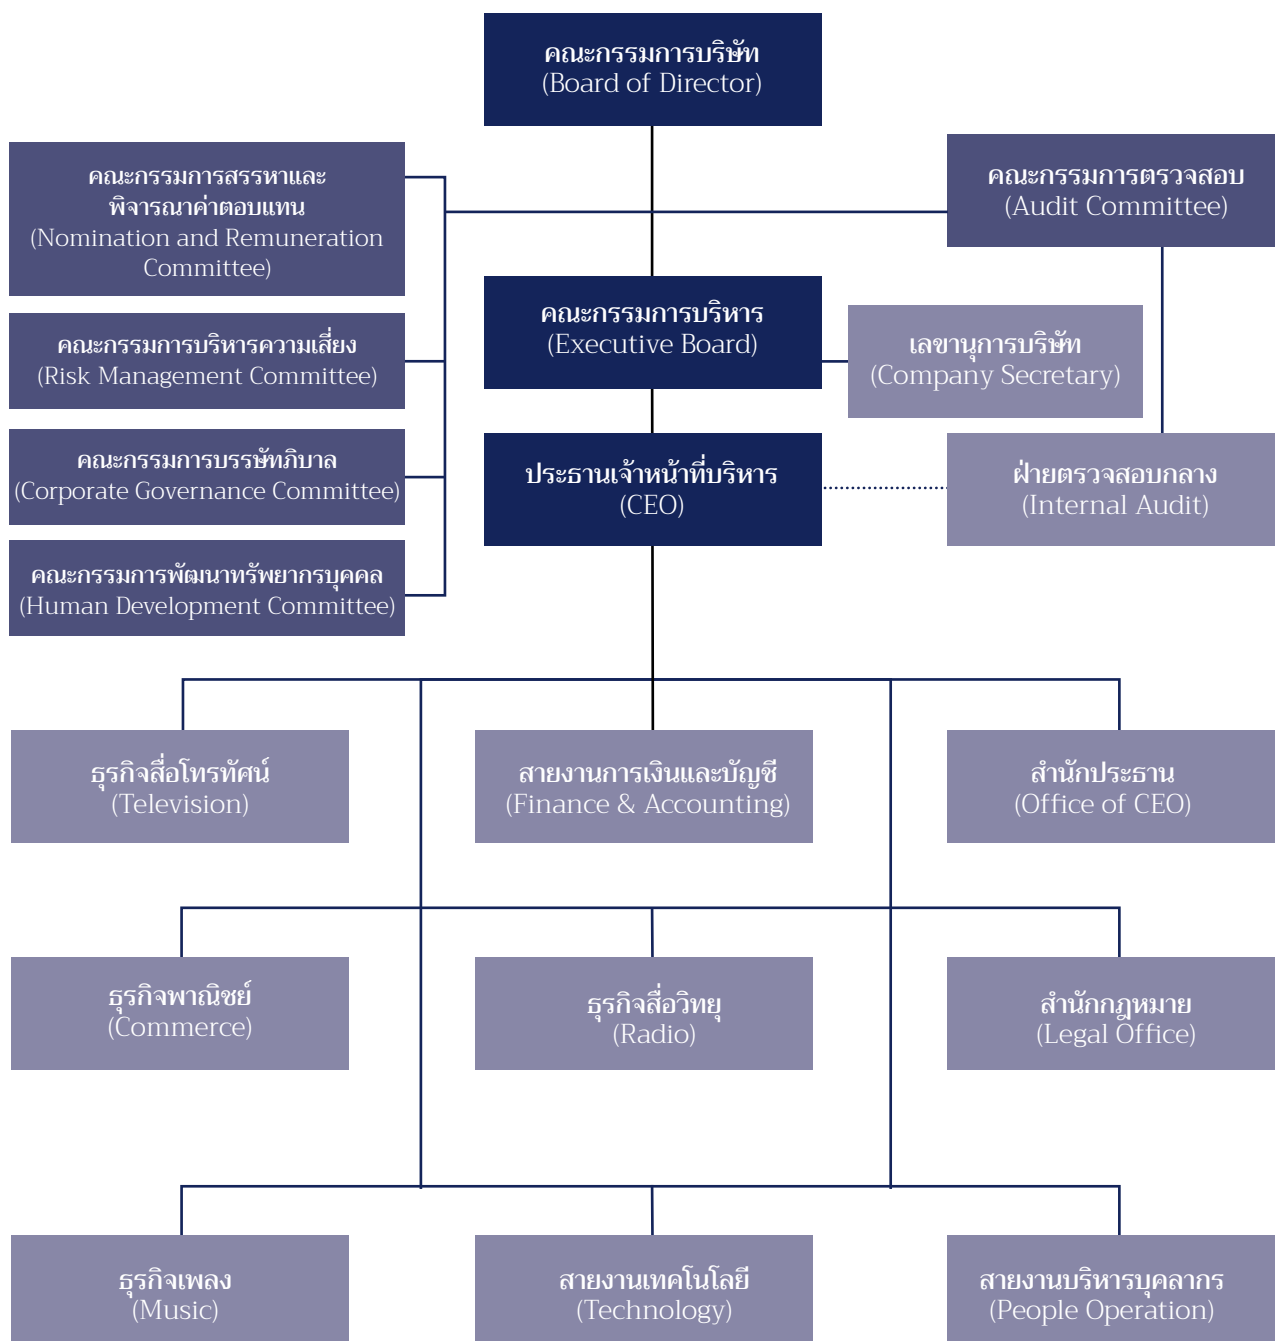 คณะกรรมการบริษัท
(Board of Director)
คณะกรรมการสรรหาและ
พิจารณาค่าตอบแทน
(Nomination and Remuneration
Committee)
คณะกรรมการตรวจสอบ
(Audit Committee)
คณะกรรมการบริหาร
(Executive Board)
เลขานุการบริษัท
(Company Secretary)
คณะกรรมการบริหารความเสี่ยง
(Risk Management Committee)
คณะกรรมการบรรษัทภิบาล
(Corporate Governance Committee)
ประธานเจ้าหน้าที่บริหาร
(CEO)
ฝ่ายตรวจสอบกลาง
(Internal Audit)
คณะกรรมการพัฒนาทรัพยากรบุคคล
(Human Development Committee)
ธุรกิจสื่อโทรทัศน์
(Television)
สายงานการเงินและบัญชี
(Finance & Accounting)
สำนักประธาน
(Office of CEO)
ธุรกิจพาณิชย์
(Commerce)
ธุรกิจสื่อวิทยุ
(Radio)
สำนักกฎหมาย
(Legal Office)
ธุรกิจเพลง
(Music)
สายงานเทคโนโลยี
(Technology)
สายงานบริหารบุคลากร
(People Operation)